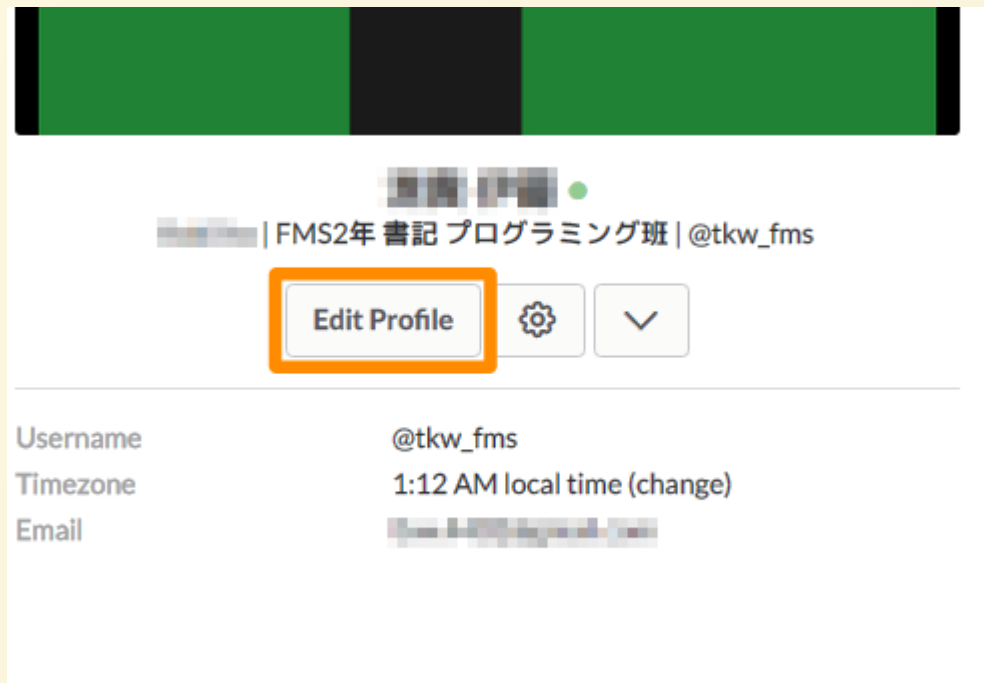 | FMS2年 書記 プログラミング班 | @tkw_fms
Edit Profile
Username @tkw_fms
Timezone 1:12 AM local time (change)
Email